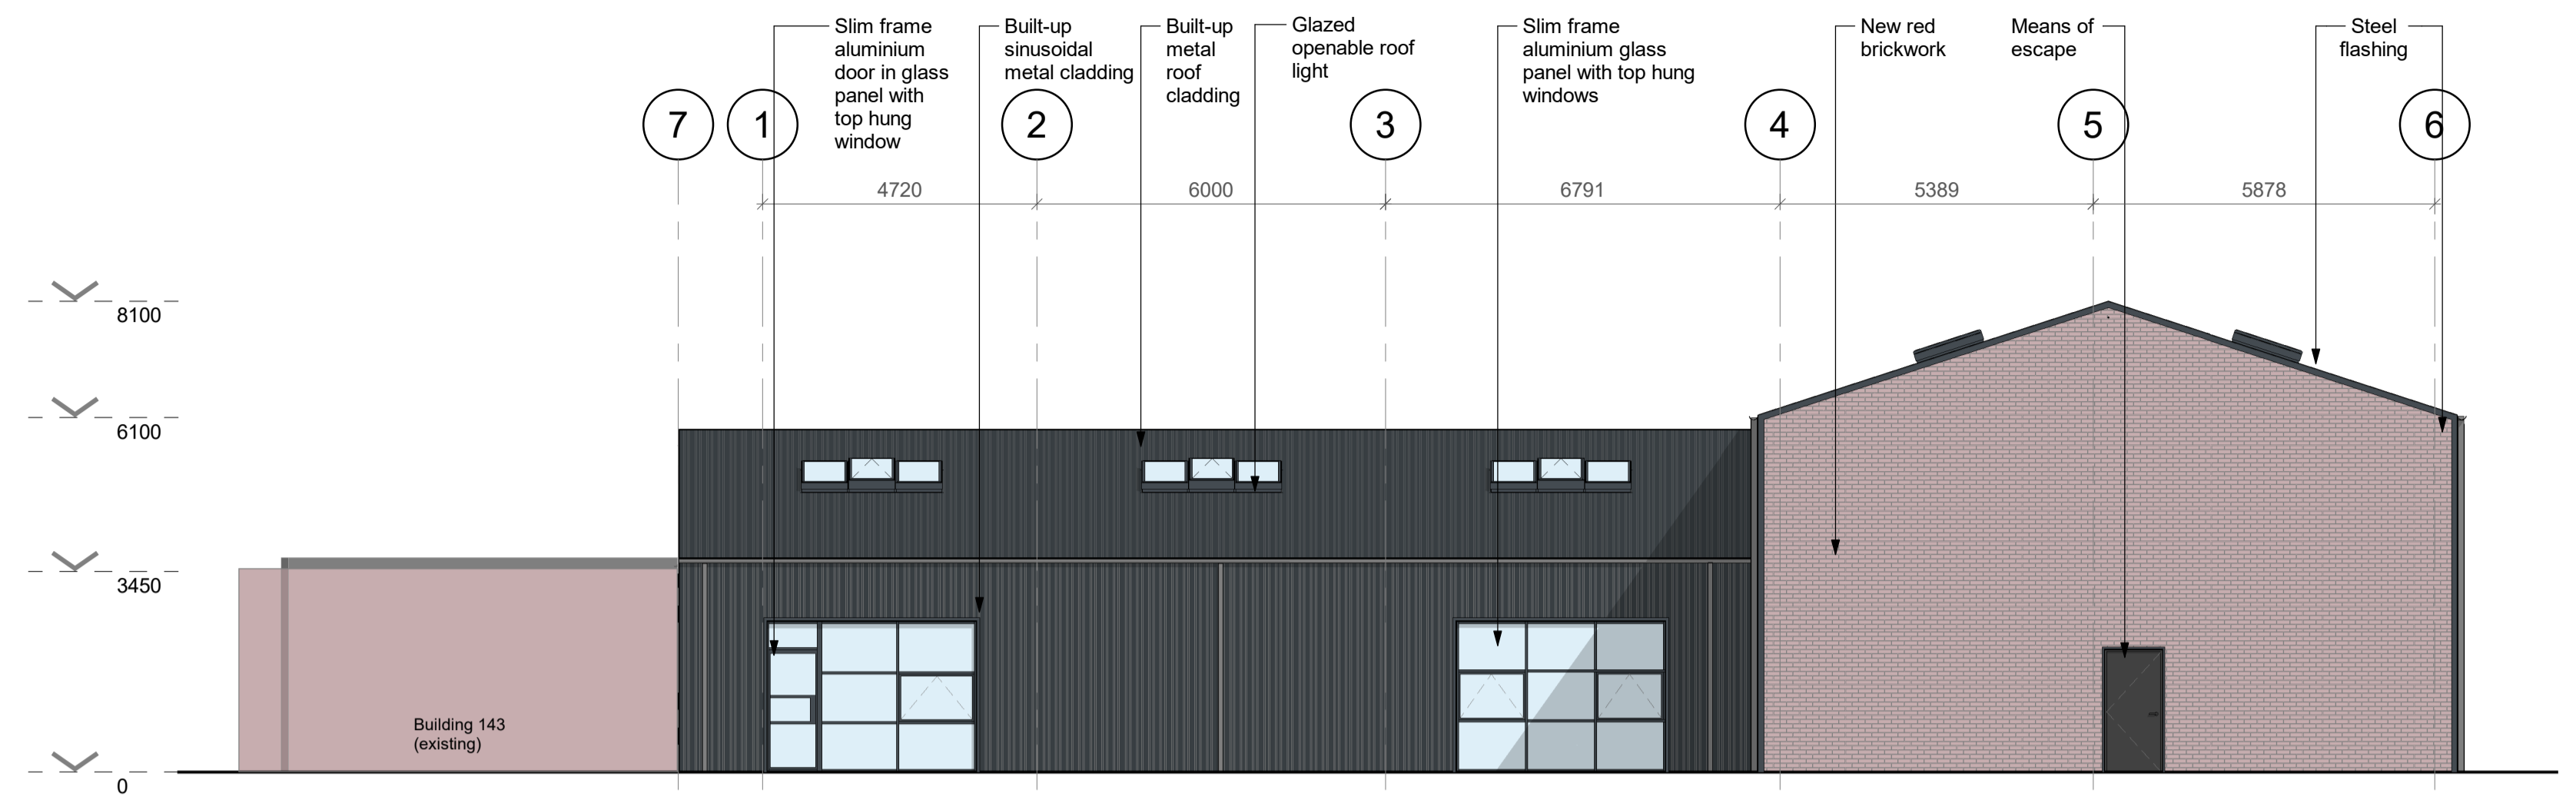 Slim frame
aluminium
door in glass
panel with
top hung
window
Built-up
sinusoidal
metal cladding
Built-up
metal
roof
cladding
Glazed
openable roof
light
Slim frame
aluminium glass
panel with top hung
windows
New red
brickwork
Means of
escape
Steel
flashing
7
1
2
3
4
5
6
4720
6000
6791
5389
5878
8100
6100
3450
0
Building 143
(existing)